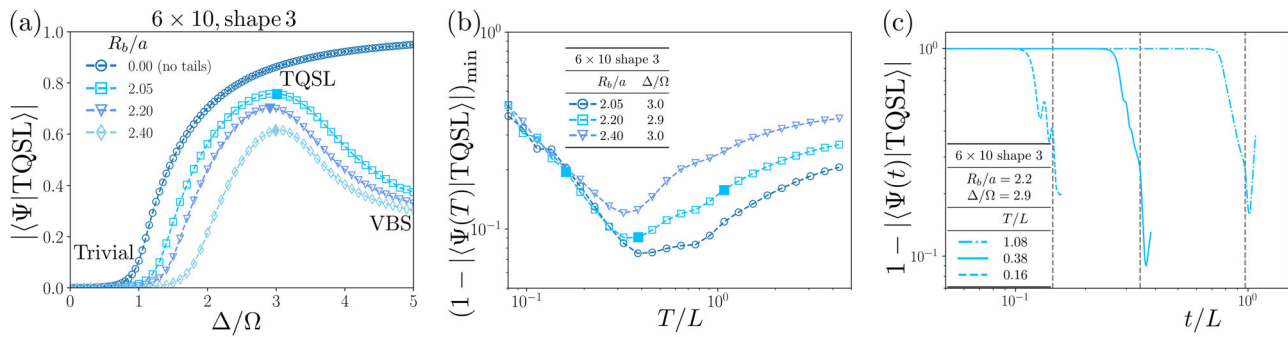 (a)
6 × 10, shape 3
|⟨Ψ|TQSL⟩|
1.0
0.8
0.6
0.4
0.2
0.0
R_b/a
0.00 (no tails)
2.05
2.20
2.40
TQSL
Trivial
VBS
0 1 2 3 4 5
Δ/Ω
(b)
(1 − |⟨Ψ(T)|TQSL⟩|)_min
10^0
10^−1
6 × 10 shape 3
R_b/a Δ/Ω
2.05 3.0
2.20 2.9
2.40 3.0
10^−1 10^0
T/L
(c)
1 − |⟨Ψ(t)|TQSL⟩|
10^0
10^−1
6 × 10 shape 3
R_b/a = 2.2
Δ/Ω = 2.9
T/L
1.08
0.38
0.16
10^−1 10^0
t/L